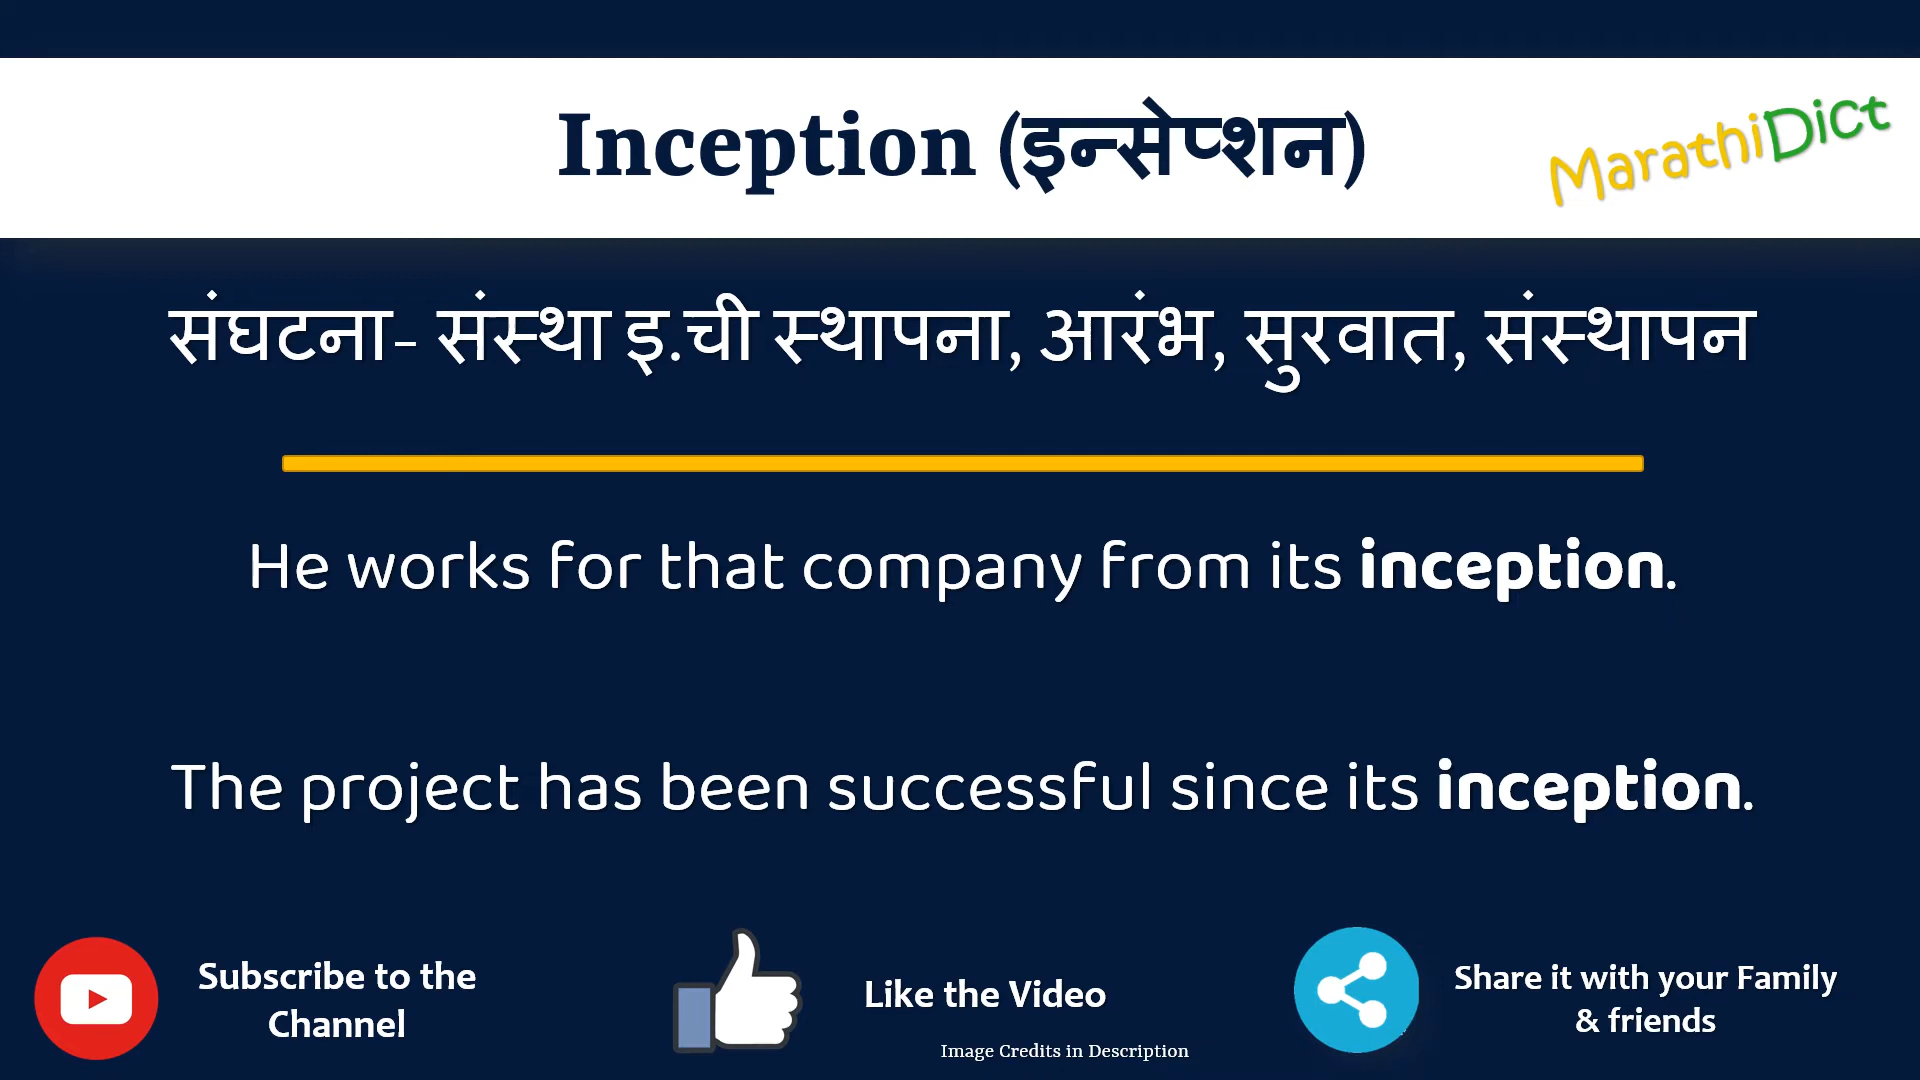 Inception (इन्सेप्शन)
MarathiDict
संघटना- संस्था इ.ची स्थापना, आरंभ, सुरवात, संस्थापन
He works for that company from its inception.
The project has been successful since its inception.
Subscribe to the
Channel
Like the Video
Share it with your Family
& friends
Image Credits in Description